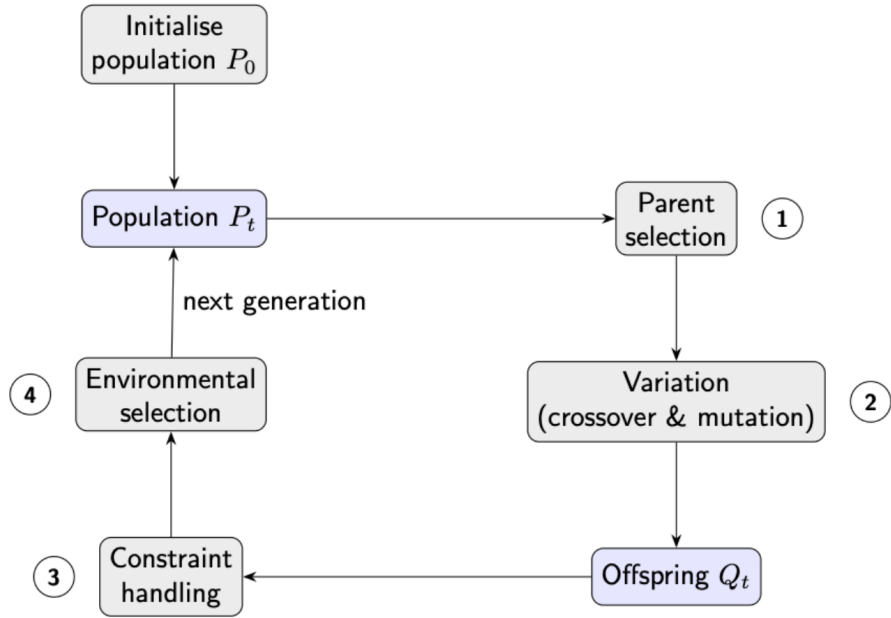 Initialise
population P₀
Population Pₜ
Parent
selection
1
next generation
Environmental
selection
4
Variation
(crossover & mutation)
2
Constraint
handling
3
Offspring Qₜ